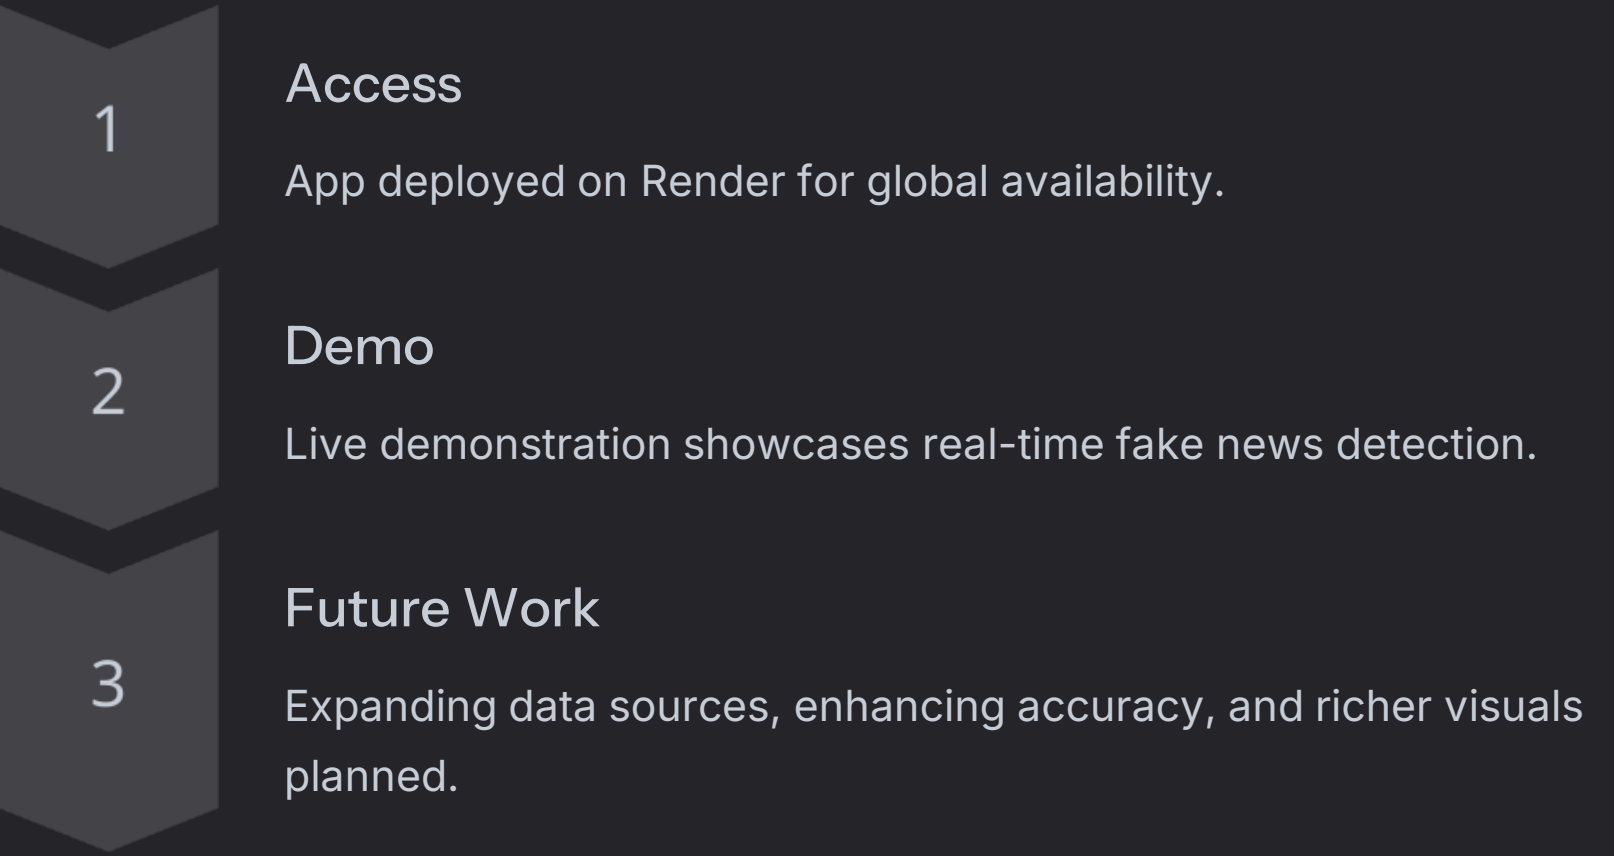 1
Access
App deployed on Render for global availability.
2
Demo
Live demonstration showcases real-time fake news detection.
3
Future Work
Expanding data sources, enhancing accuracy, and richer visuals
planned.